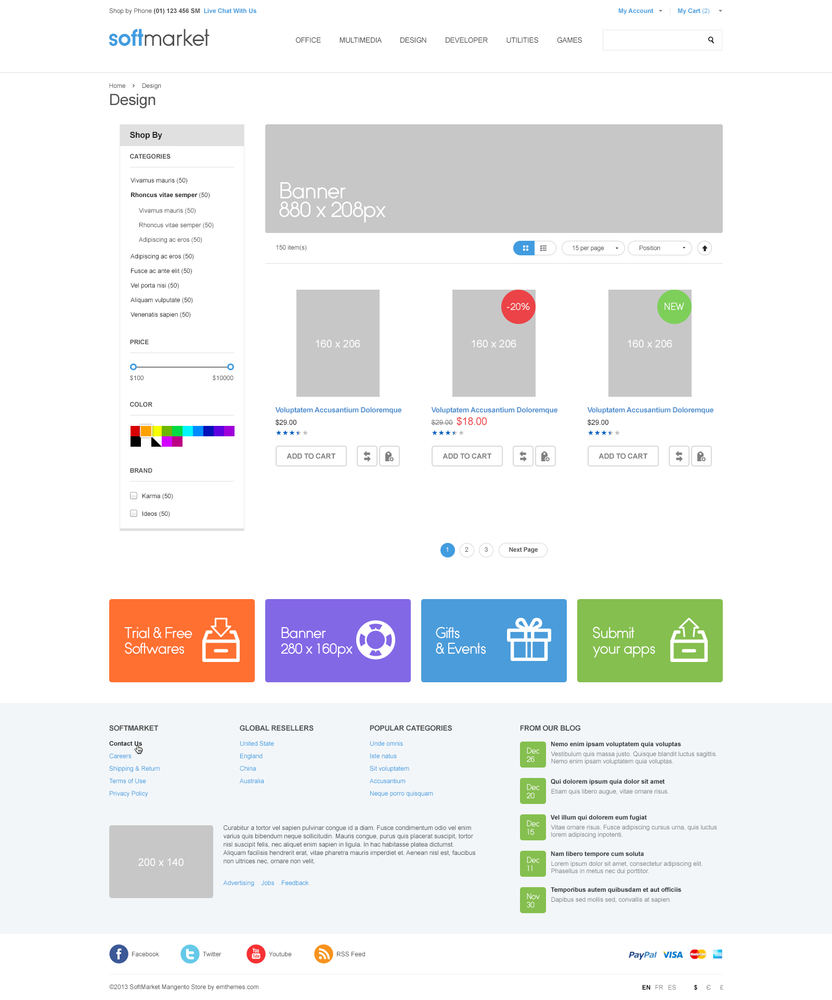 Shop by Phone (01) 123 456 SM Live Chat With Us
My Account
My Cart (2)
softmarket
OFFICE MULTIMEDIA DESIGN DEVELOPER UTILITIES GAMES
Home > Design
Design
Shop By
CATEGORIES
Vivamus mauris (50)
Rhoncus vitae semper (50)
Vivamus mauris (50)
Rhoncus vitae semper (50)
Adipiscing ac eros (50)
Adipiscing ac eros (50)
Fusce ac ante elit (50)
Vel porta nisi (50)
Aliquam vulputate (50)
Venenatis sapien (50)
PRICE
$100 $10000
COLOR
BRAND
Karma (50)
Ideos (50)
Banner
880 x 208px
150 item(s)
15 per page
Position
160 x 206
Voluptatem Accusantium Doloremque
$29.00
ADD TO CART
-20%
160 x 206
Voluptatem Accusantium Doloremque
$29.00 $18.00
ADD TO CART
NEW
160 x 206
Voluptatem Accusantium Doloremque
$29.00
ADD TO CART
1 2 3 Next Page
Trial & Free
Softwares
Banner
280 x 160px
Gifts
& Events
Submit
your apps
SOFTMARKET
Contact Us
Careers
Shipping & Return
Terms of Use
Privacy Policy
GLOBAL RESELLERS
United State
England
China
Australia
POPULAR CATEGORIES
Unde omnis
Iste natus
Sit voluptatem
Accusantium
Neque porro quisquam
FROM OUR BLOG
Dec
26
Nemo enim ipsam voluptatem quia voluptas
Vestibulum quis massa justo. Quisque blandit luctus sagittis.
Nemo enim ipsam voluptatem quia voluptas.
Dec
20
Qui dolorem ipsum quia dolor sit amet
Etiam quis libero augue, vitae ornare risus.
Dec
15
Vel illum qui dolorem eum fugiat
Vitae ornare risus. Fusce adipiscing cursus urna, quis luctus
lorem adipiscing inpotenti.
Dec
11
Nam libero tempore cum soluta
Lorem ipsum dolor sit amet, consectetur adipiscing elit.
Phasellus in metus nec dui porttitor.
Nov
30
Temporibus autem quibusdam et aut officiis
Dapibus sed mollis sed, convallis at sapien.
200 x 140
Curabitur a tortor vel sapien pulvinar congue id a diam. Fusce condimentum odio vel enim
varius quis bibendum neque sollicitudin. Mauris congue, purus quis placerat suscipit, tortor
nisl suscipit felis, nec aliquet enim sapien in ligula. In hac habitasse platea dictumst.
Aliquam facilisis hendrerit erat, vitae pharetra mauris imperdiet et. Aenean nisl est, faucibus
non ultrices nec, ornare non velit.
Advertising Jobs Feedback
Facebook
Twitter
You
Tube
Youtube
RSS Feed
PayPal
VISA
MasterCard
©2013 SoftMarket Mangento Store by emthemes.com
EN FR ES
$ € £